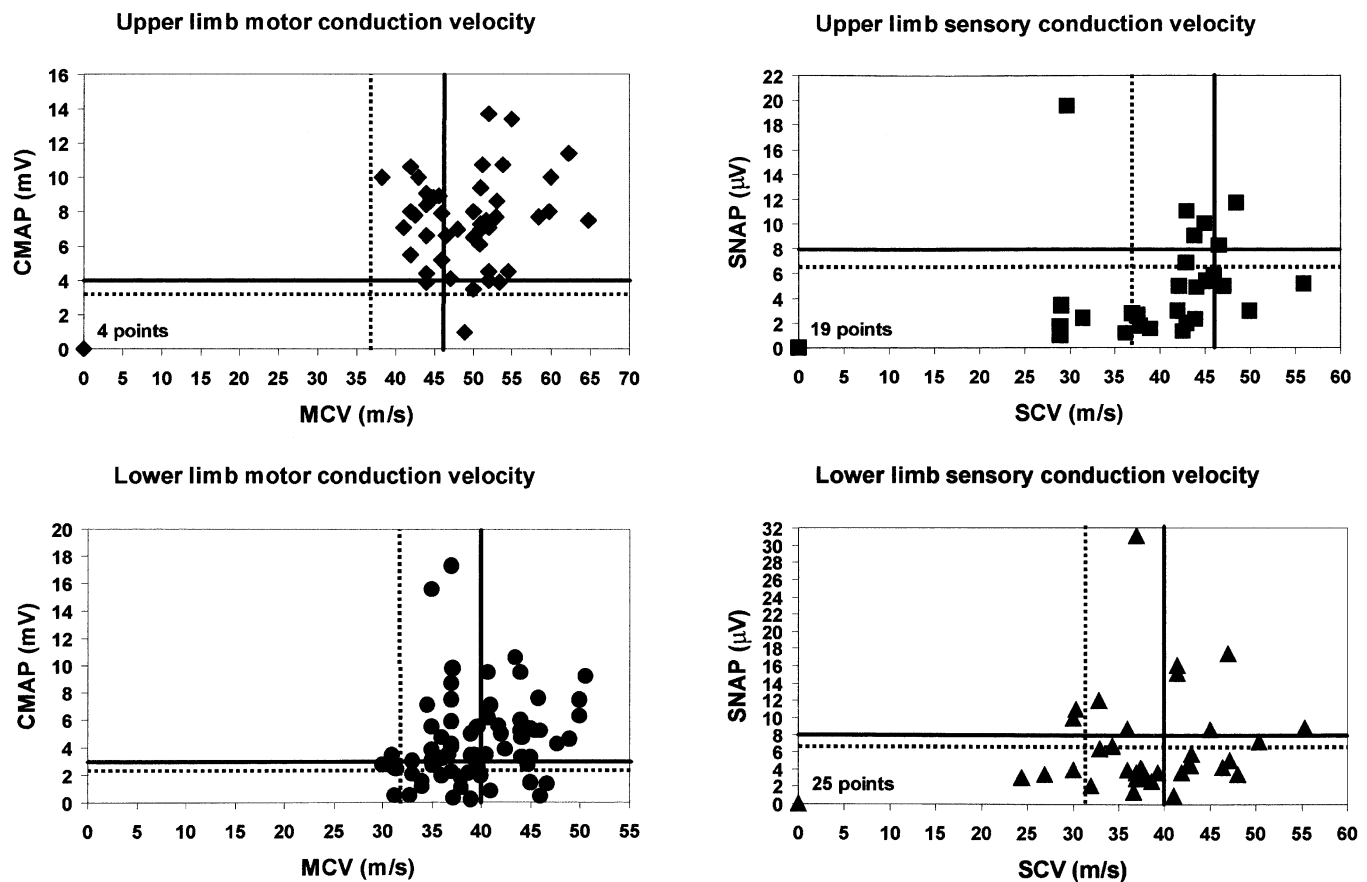 Upper limb motor conduction velocity
16
14
12
10
8
6
4
2
0
CMAP (mV)
4 points
0 5 10 15 20 25 30 35 40 45 50 55 60 65 70
MCV (m/s)
Upper limb sensory conduction velocity
22
20
18
16
14
12
10
8
6
4
2
0
SNAP (μV)
19 points
0 5 10 15 20 25 30 35 40 45 50 55 60
SCV (m/s)
Lower limb motor conduction velocity
20
18
16
14
12
10
8
6
4
2
0
CMAP (mV)
0 5 10 15 20 25 30 35 40 45 50 55
MCV (m/s)
Lower limb sensory conduction velocity
32
30
28
26
24
22
20
18
16
14
12
10
8
6
4
2
0
SNAP (μV)
25 points
0 5 10 15 20 25 30 35 40 45 50 55 60
SCV (m/s)